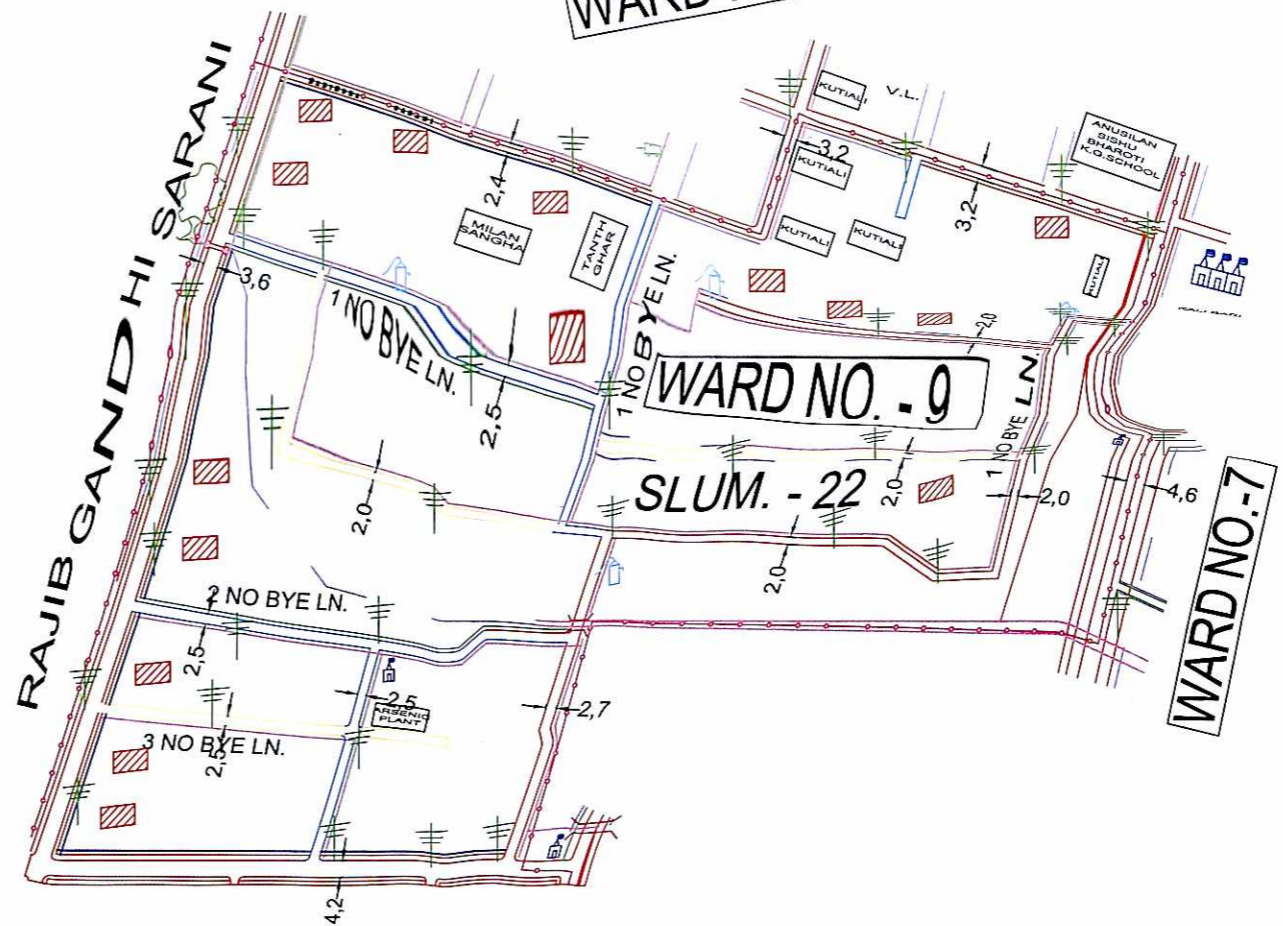 WARD
RAJIB GANDHI SARANI
KUTIALI
V.L.
ANUSILAN
SISHU
BHAROTI
K.G.SCHOOL
3,2
KUTIALI
2,4
3,2
MILAN
SANGHA
TANTH
GHAR
KUTIALI
KUTIALI
KUTIALI
3,6
1 NO BYE LN.
1 NO BYE LN.
2,0
2,5
WARD NO. - 9
1 NO BYE LN.
2,5
2,0
SLUM. - 22
2,0
2,0
4,6
WARD NO.-7
2,0
2 NO BYE LN.
2,5
2,5
ARSENIC
PLANT
2,7
3 NO BYE LN.
2,5
4,2